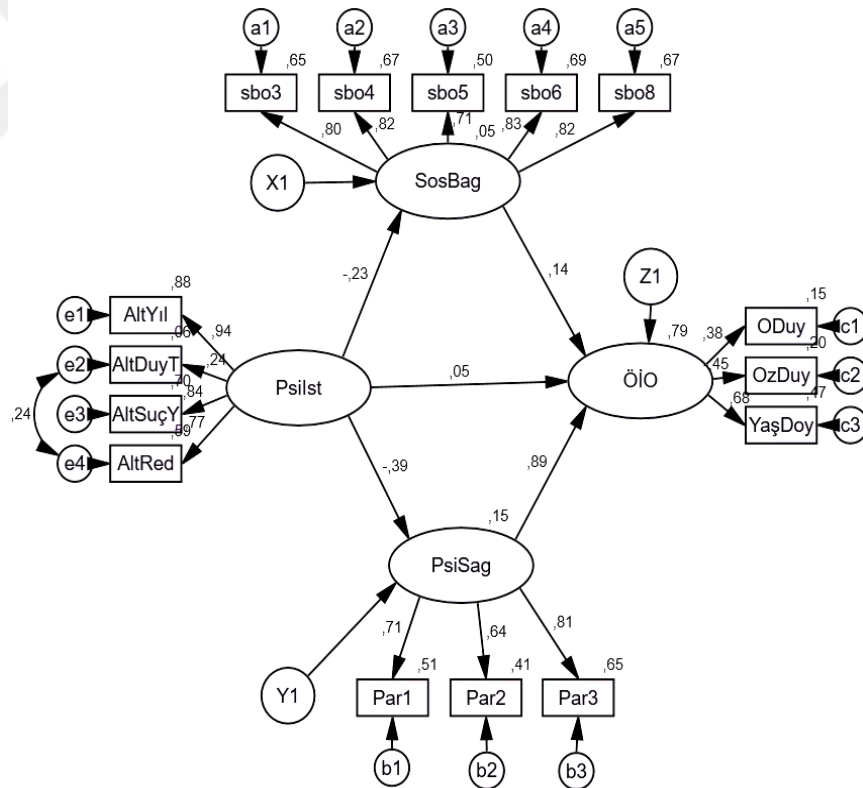 a1 a2 a3 a4 a5
,65 ,67 ,50 ,69 ,67
sbo3 sbo4 sbo5 sbo6 sbo8
,80 ,82 ,71 ,05 ,83 ,82
X1 SosBag
-,23 ,14 Z1
,88 ,79 ,15
e1 AltYıl ,94 ,38 ODuy c1
,06 ,20
e2 AltDuyT ,24 ,05 ,45 OzDuy c2
,70 PsiIst ÖİO ,47
,24 e3 AltSuçY ,84 ,68 YaşDoy c3
,59 ,77
e4 AltRed
-,39 ,89
,15
PsiSag
,71 ,64 ,81
Y1 ,51 ,41 ,65
Par1 Par2 Par3
b1 b2 b3